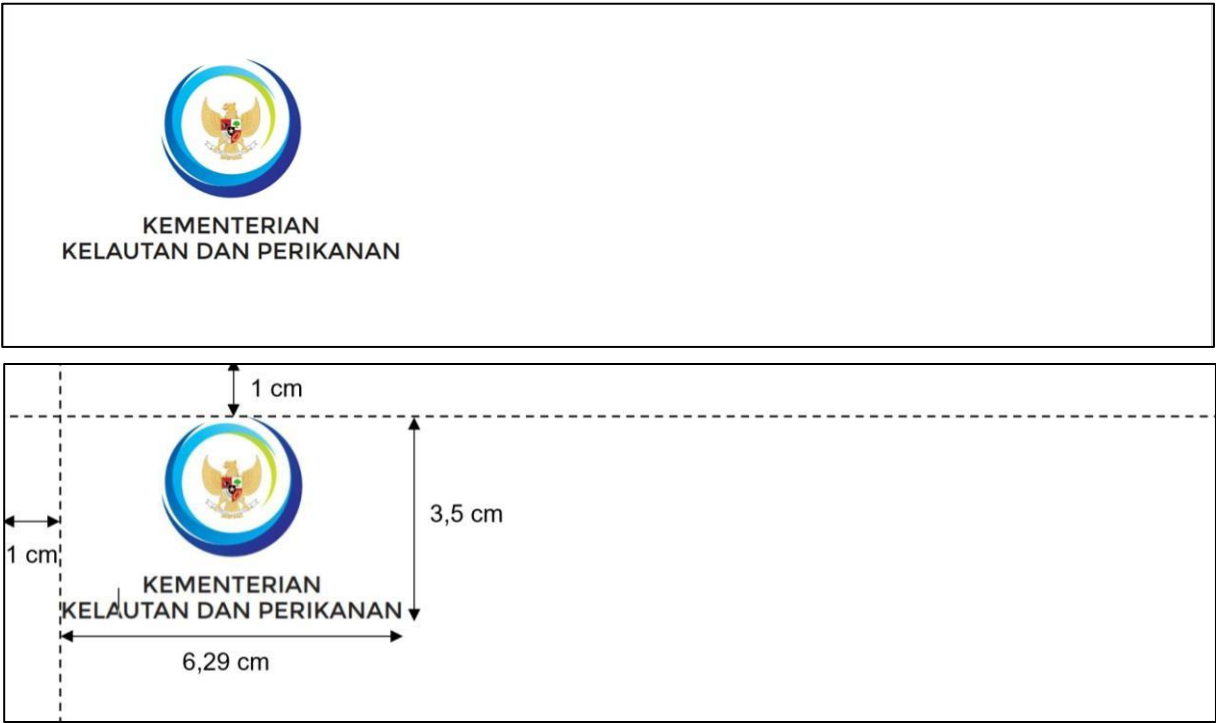 KEMENTERIAN
KELAUTAN DAN PERIKANAN
1 cm
3,5 cm
1 cm
KEMENTERIAN
KELAUTAN DAN PERIKANAN
6,29 cm